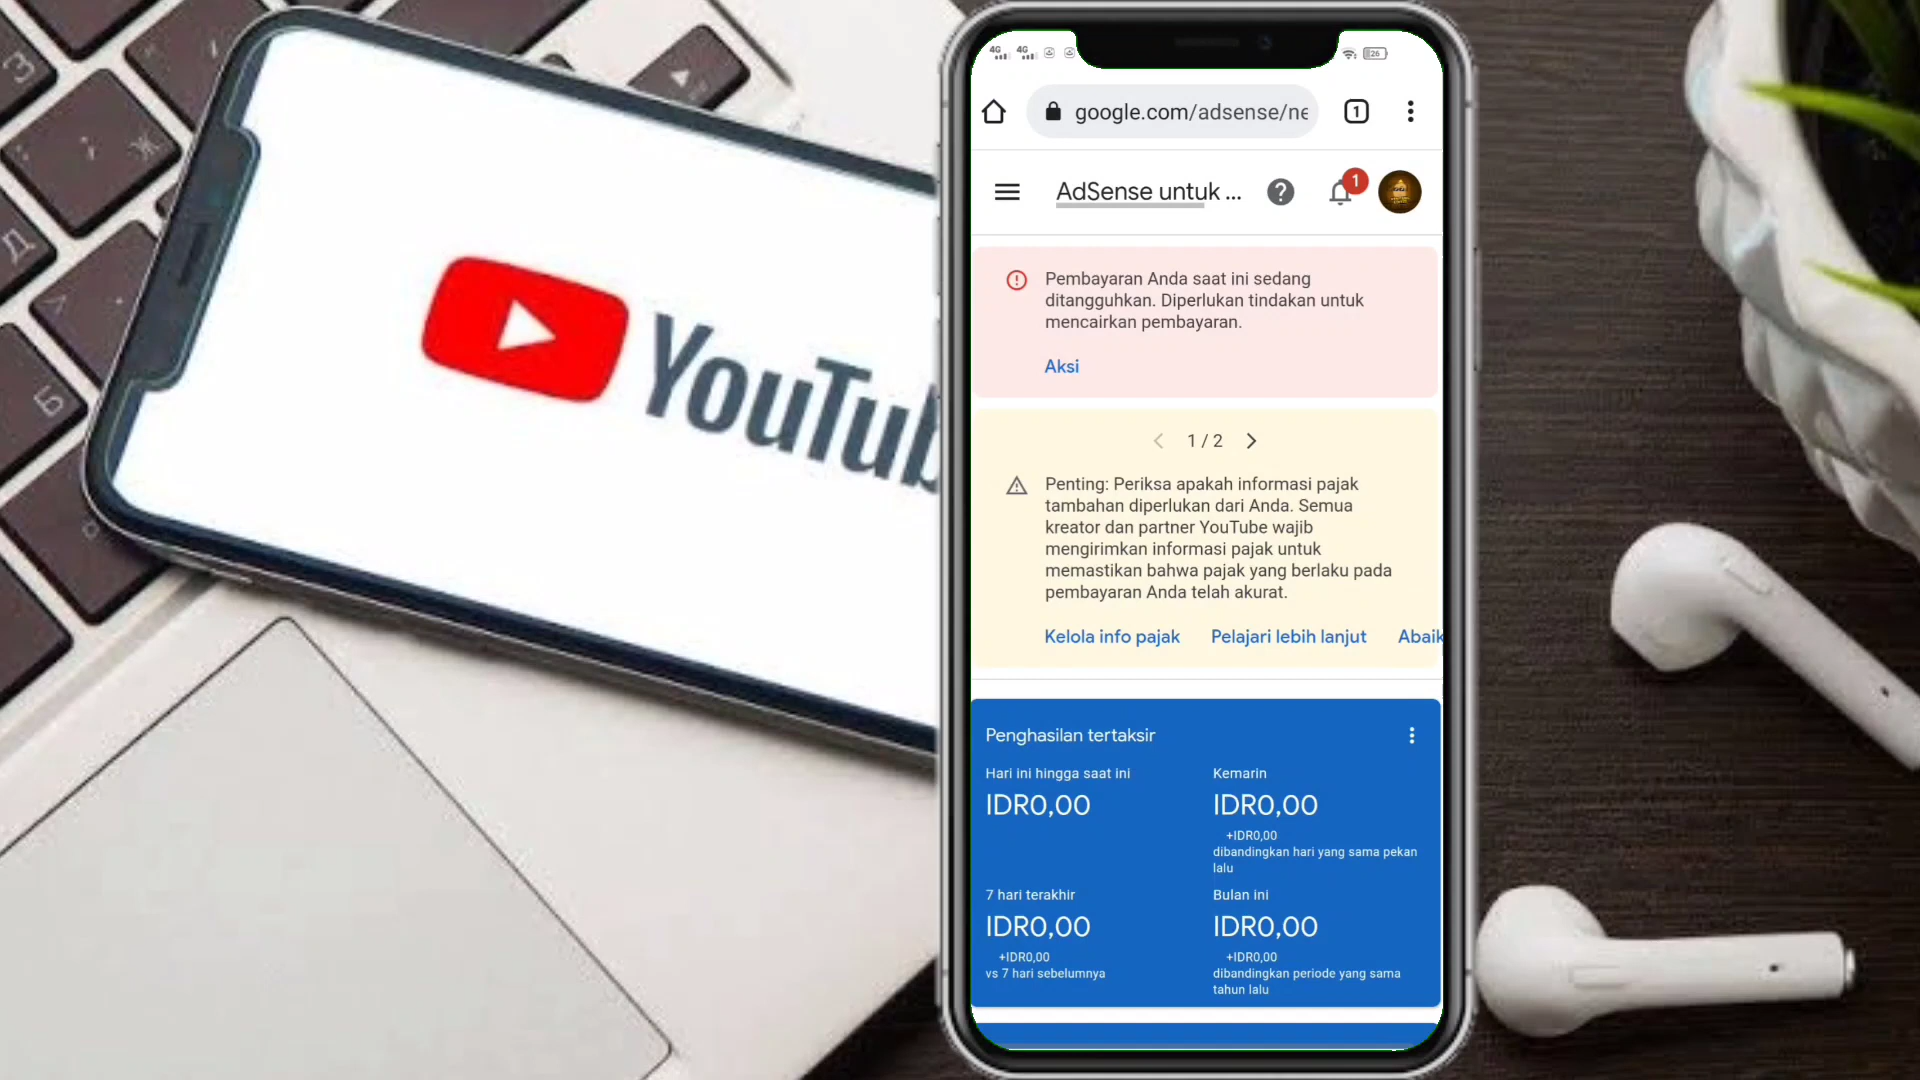 YouTub
4G 4G 26
google.com/adsense/ne
1
AdSense untuk ...
1
Pembayaran Anda saat ini sedang
ditangguhkan. Diperlukan tindakan untuk
mencairkan pembayaran.
Aksi
1 / 2
Penting: Periksa apakah informasi pajak
tambahan diperlukan dari Anda. Semua
kreator dan partner YouTube wajib
mengirimkan informasi pajak untuk
memastikan bahwa pajak yang berlaku pada
pembayaran Anda telah akurat.
Kelola info pajak Pelajari lebih lanjut Abaik
Penghasilan tertaksir
Hari ini hingga saat ini
IDR0,00
Kemarin
IDR0,00
+IDR0,00
dibandingkan hari yang sama pekan
lalu
7 hari terakhir
IDR0,00
+IDR0,00
vs 7 hari sebelumnya
Bulan ini
IDR0,00
+IDR0,00
dibandingkan periode yang sama
tahun lalu
З
Ж
Д
Б